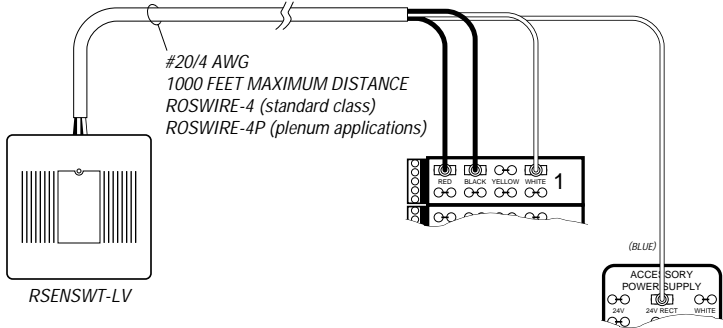 #20/4 AWG
1000 FEET MAXIMUM DISTANCE
ROSWIRE-4 (standard class)
ROSWIRE-4P (plenum applications)
RED BLACK YELLOW WHITE 1
(BLUE)
ACCESSORY
POWER SUPPLY
24V 24V RECT WHITE
RSENSWT-LV